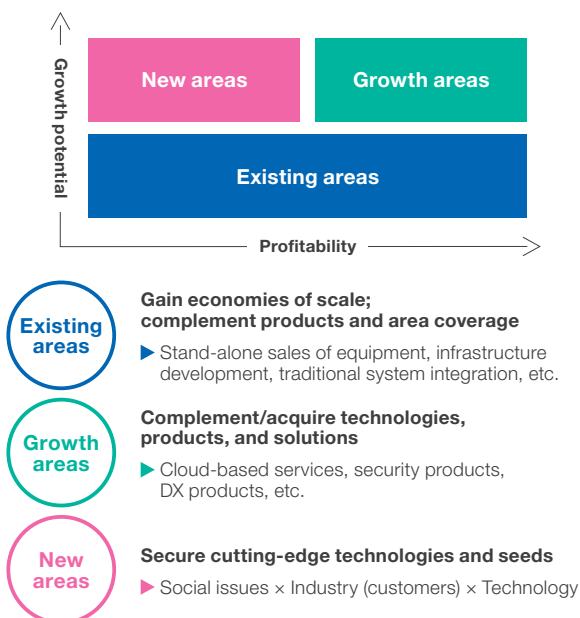 Growth potential
New areas
Growth areas
Existing areas
Profitability
Existing
areas
Gain economies of scale;
complement products and area coverage
Stand-alone sales of equipment, infrastructure
development, traditional system integration, etc.
Growth
areas
Complement/acquire technologies,
products, and solutions
Cloud-based services, security products,
DX products, etc.
New
areas
Secure cutting-edge technologies and seeds
Social issues × Industry (customers) × Technology